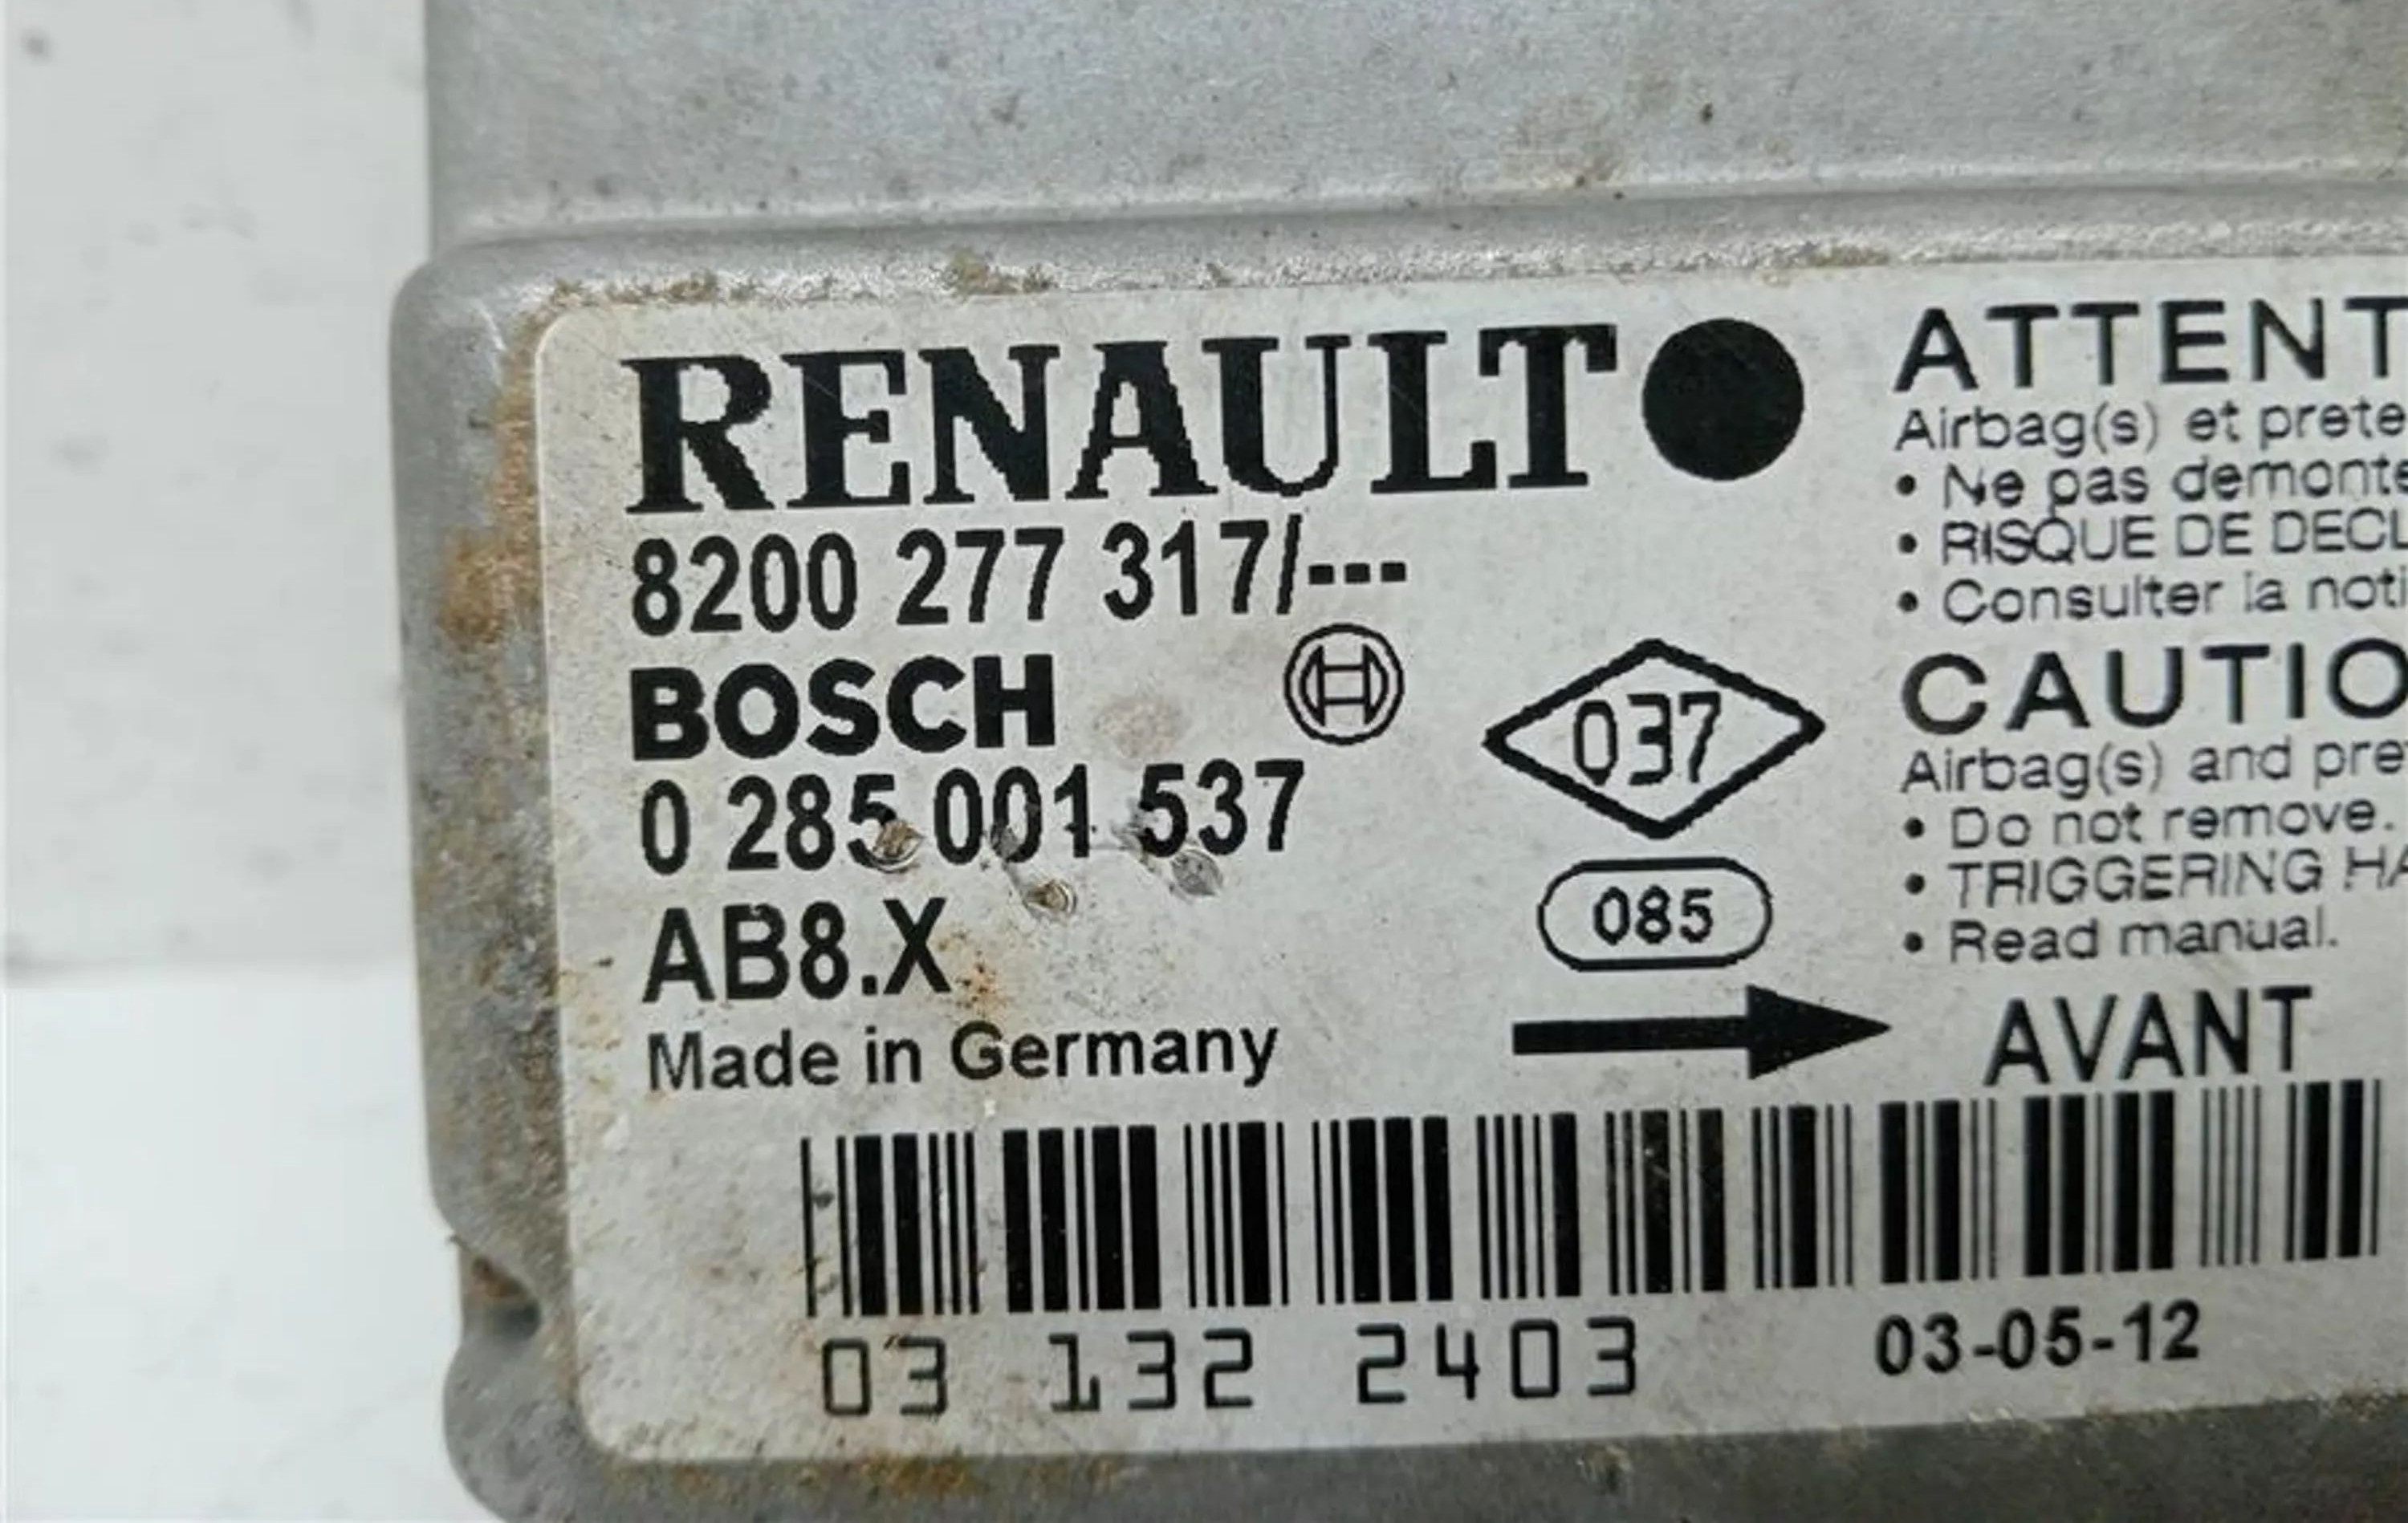 RENAULT
8200 277 317/---
BOSCH
0 285 001 537
AB8.X
Made in Germany
037
085
ATTENT
Airbag(s) et prete
• Ne pas demonte
• RISQUE DE DECL
• Consulter la noti
CAUTIO
Airbag(s) and pre
• Do not remove.
• TRIGGERING HA
• Read manual.
AVANT
03 132 2403
03-05-12